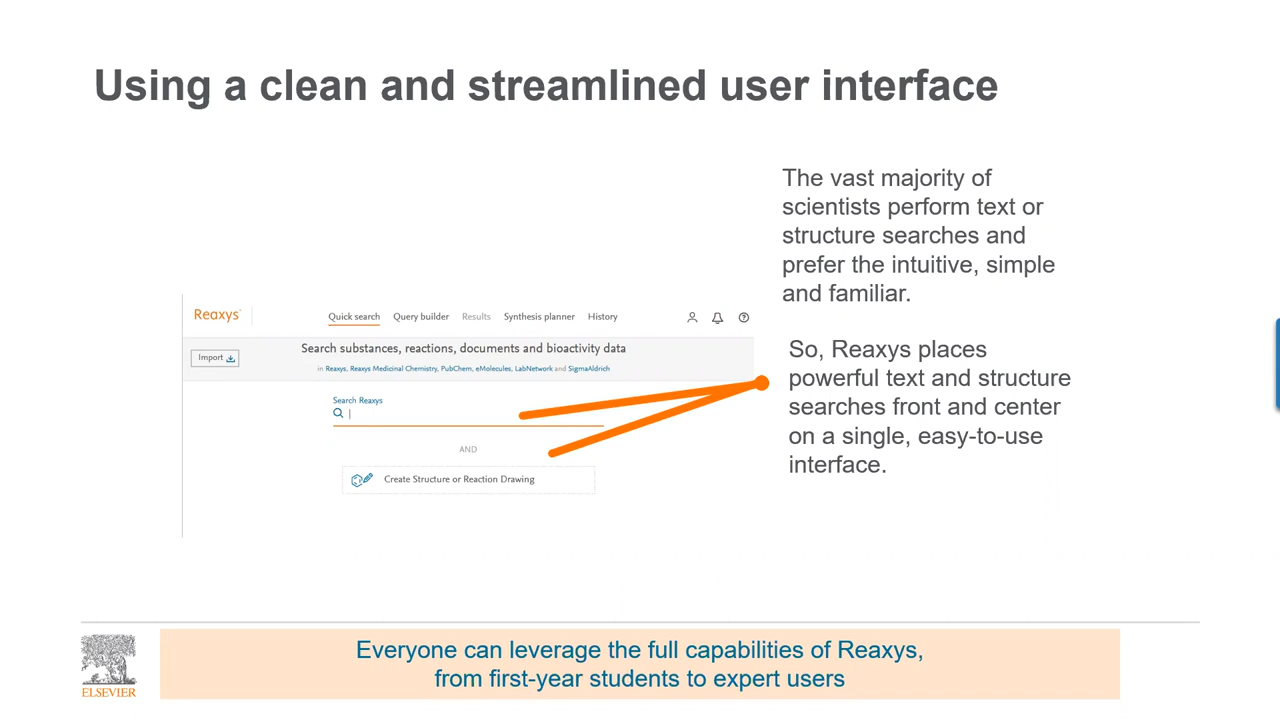 Using a clean and streamlined user interface
The vast majority of
scientists perform text or
structure searches and
prefer the intuitive, simple
and familiar.
Reaxys®
Quick search
Query builder
Results
Synthesis planner
History
Import
Search substances, reactions, documents and bioactivity data
in Reaxys, Reaxys Medicinal Chemistry, PubChem, eMolecules, LabNetwork and SigmaAldrich
Search Reaxys
AND
Create Structure or Reaction Drawing
So, Reaxys places
powerful text and structure
searches front and center
on a single, easy-to-use
interface.
ELSEVIER
Everyone can leverage the full capabilities of Reaxys,
from first-year students to expert users